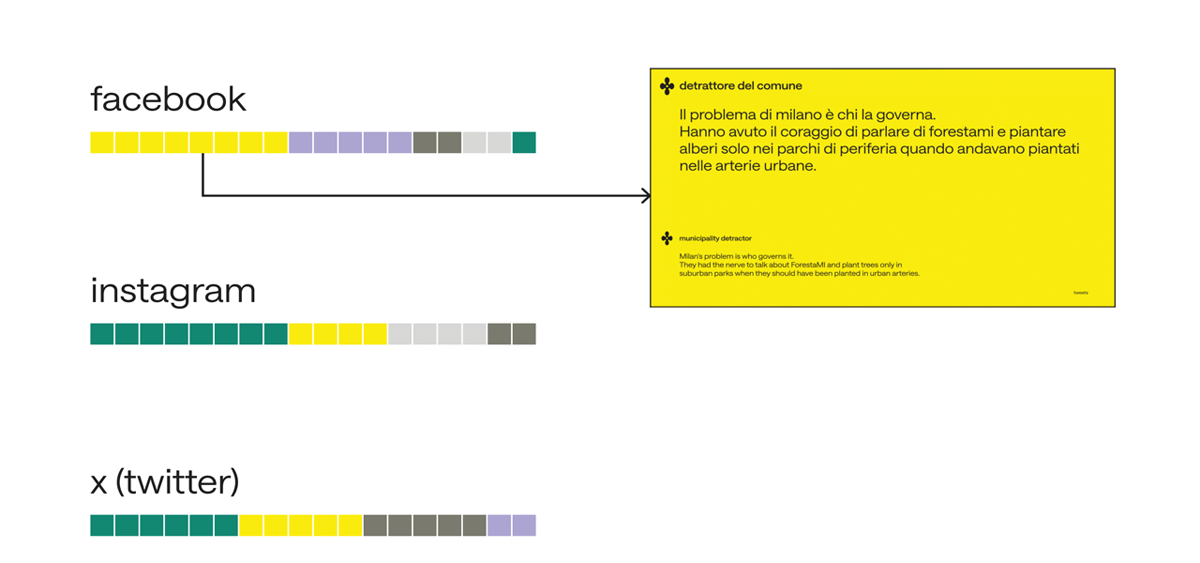 facebook
detrattore del comune
Il problema di milano è chi la governa.
Hanno avuto il coraggio di parlare di forestami e piantare
alberi solo nei parchi di periferia quando andavano piantati
nelle arterie urbane.
municipality detractor
Milan's problem is who governs it.
They had the nerve to talk about ForestaMI and plant trees only in
suburban parks when they should have been planted in urban arteries.
instagram
x (twitter)